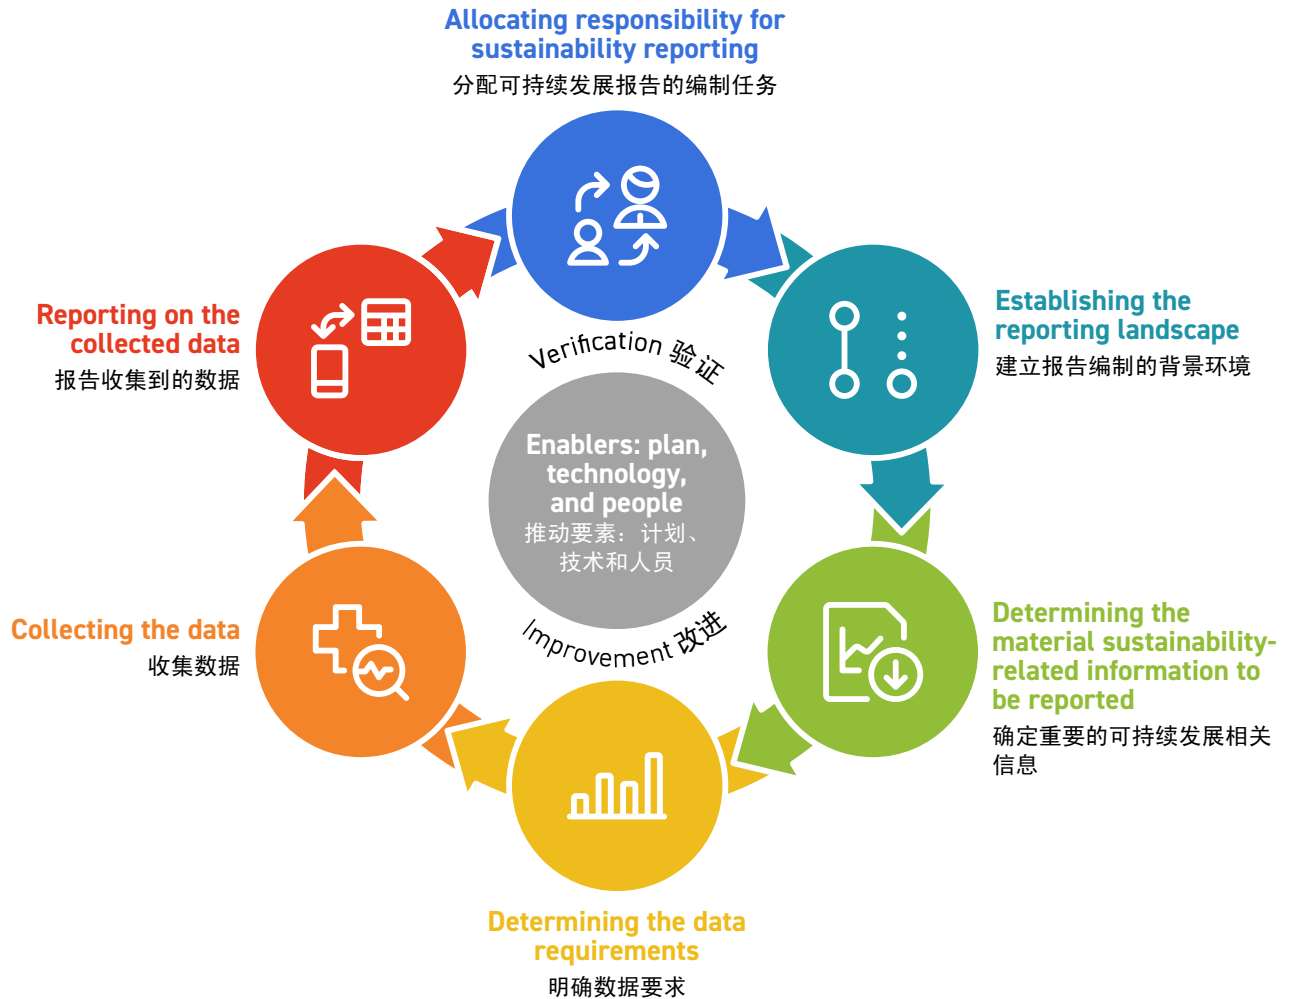 Allocating responsibility for
sustainability reporting
分配可持续发展报告的编制任务
Establishing the
reporting landscape
建立报告编制的背景环境
Determining the
material sustainability-
related information to
be reported
确定重要的可持续发展相关
信息
Determining the data
requirements
明确数据要求
Collecting the data
收集数据
Reporting on the
collected data
报告收集到的数据
Verification 验证
Enablers: plan,
technology,
and people
推动要素：计划、
技术和人员
Improvement 改进